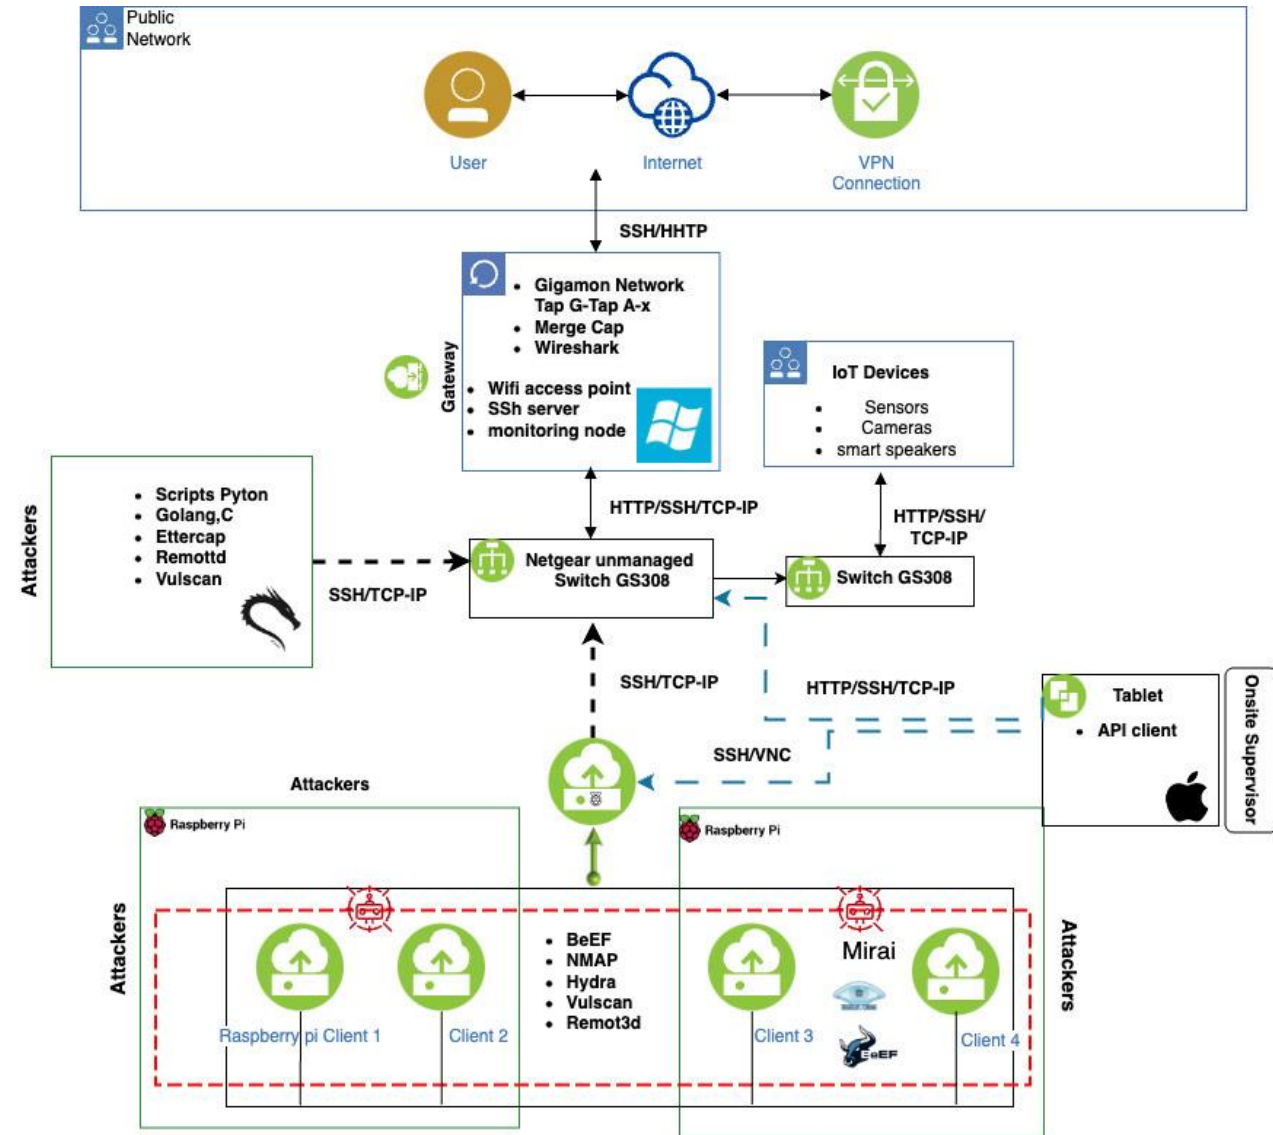 Public
Network
User
Internet
VPN
Connection
SSH/HHTP
Gateway
• Gigamon Network
Tap G-Tap A-x
• Merge Cap
• Wireshark
• Wifi access point
• SSh server
• monitoring node
IoT Devices
• Sensors
• Cameras
• smart speakers
Attackers
• Scripts Pyton
• Golang,C
• Ettercap
• Remottd
• Vulscan
HTTP/SSH/TCP-IP
HTTP/SSH/
TCP-IP
SSH/TCP-IP
Netgear unmanaged
Switch GS308
Switch GS308
SSH/TCP-IP
HTTP/SSH/TCP-IP
SSH/VNC
Tablet
• API client
Onsite Supervisor
Attackers
Raspberry Pi
Raspberry Pi
Attackers
Attackers
• BeEF
• NMAP
• Hydra
• Vulscan
• Remot3d
Mirai
BeEF
Raspberry pi Client 1
Client 2
Client 3
Client 4